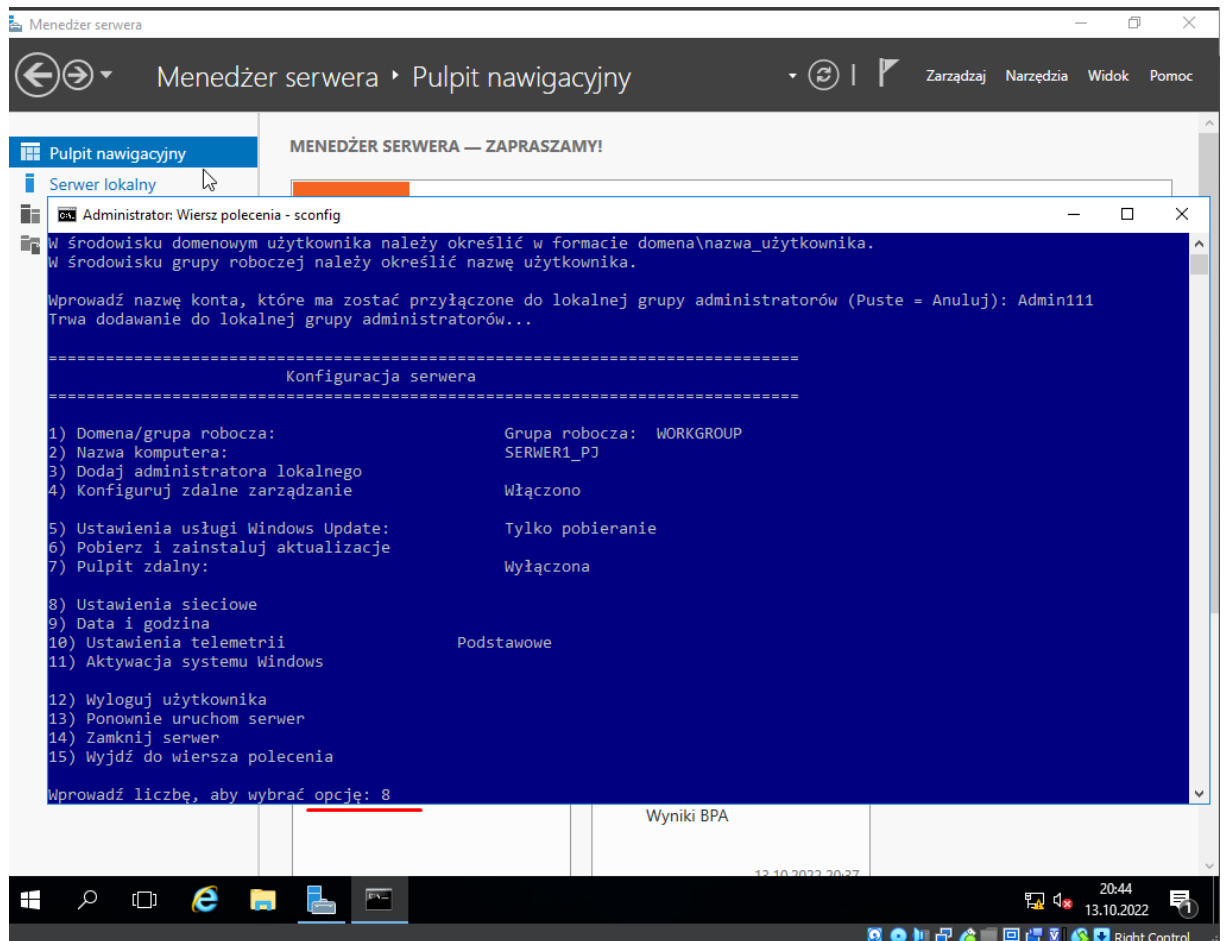 Menedżer serwera
Menedżer serwera ‣ Pulpit nawigacyjny
Zarządzaj Narzędzia Widok Pomoc
Pulpit nawigacyjny
Serwer lokalny
MENEDŻER SERWERA — ZAPRASZAMY!
Administrator: Wiersz polecenia - sconfig
W środowisku domenowym użytkownika należy określić w formacie domena\nazwa_użytkownika.
W środowisku grupy roboczej należy określić nazwę użytkownika.
Wprowadź nazwę konta, które ma zostać przyłączone do lokalnej grupy administratorów (Puste = Anuluj): Admin111
Trwa dodawanie do lokalnej grupy administratorów...
===============================================================================
Konfiguracja serwera
===============================================================================
1) Domena/grupa robocza: Grupa robocza: WORKGROUP
2) Nazwa komputera: SERWER1_PJ
3) Dodaj administratora lokalnego
4) Konfiguruj zdalne zarządzanie Włączono
5) Ustawienia usługi Windows Update: Tylko pobieranie
6) Pobierz i zainstaluj aktualizacje
7) Pulpit zdalny: Wyłączona
8) Ustawienia sieciowe
9) Data i godzina
10) Ustawienia telemetrii Podstawowe
11) Aktywacja systemu Windows
12) Wyloguj użytkownika
13) Ponownie uruchom serwer
14) Zamknij serwer
15) Wyjdź do wiersza polecenia
Wprowadź liczbę, aby wybrać opcję: 8
Wyniki BPA
13.10.2022 20:37
20:44
13.10.2022
1
Right Control